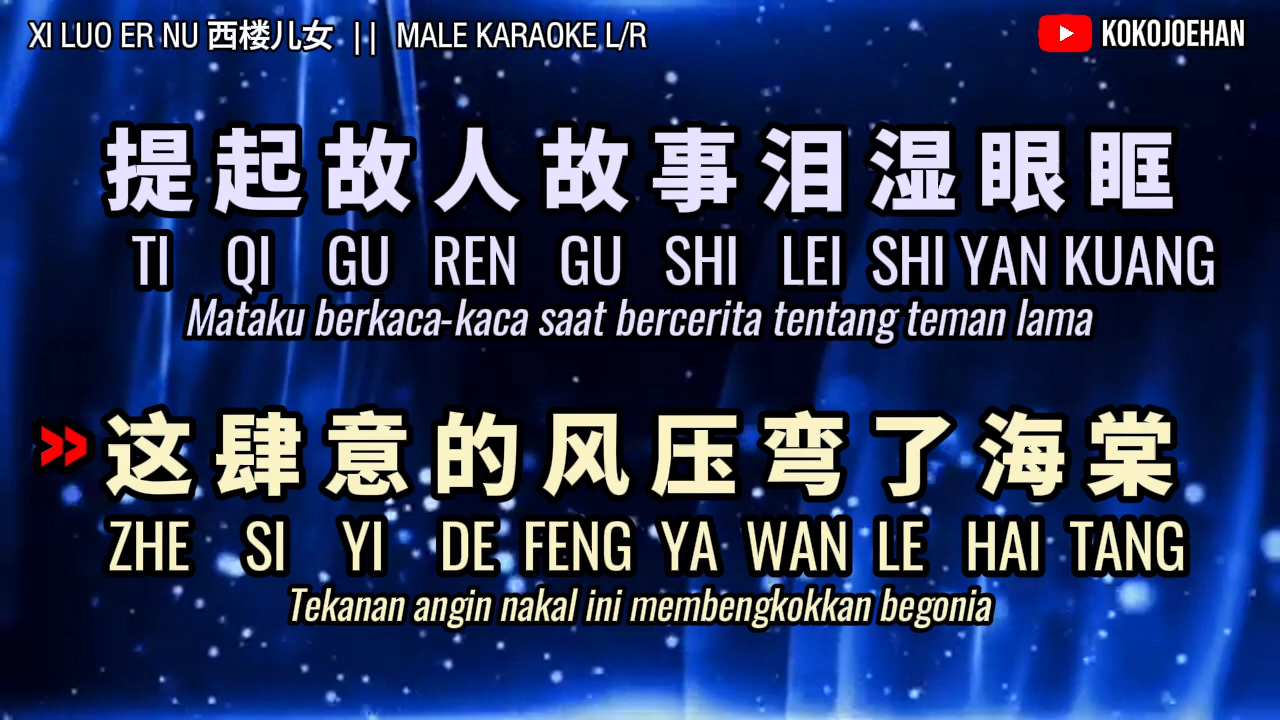 XI LUO ER NU 西楼儿女 || MALE KARAOKE L/R
KOKOJOEHAN
提起故人故事泪湿眼眶
TI QI GU REN GU SHI LEI SHI YAN KUANG
Mataku berkaca-kaca saat bercerita tentang teman lama
» 这肆意的风压弯了海棠
ZHE SI YI DE FENG YA WAN LE HAI TANG
Tekanan angin nakal ini membengkokkan begonia